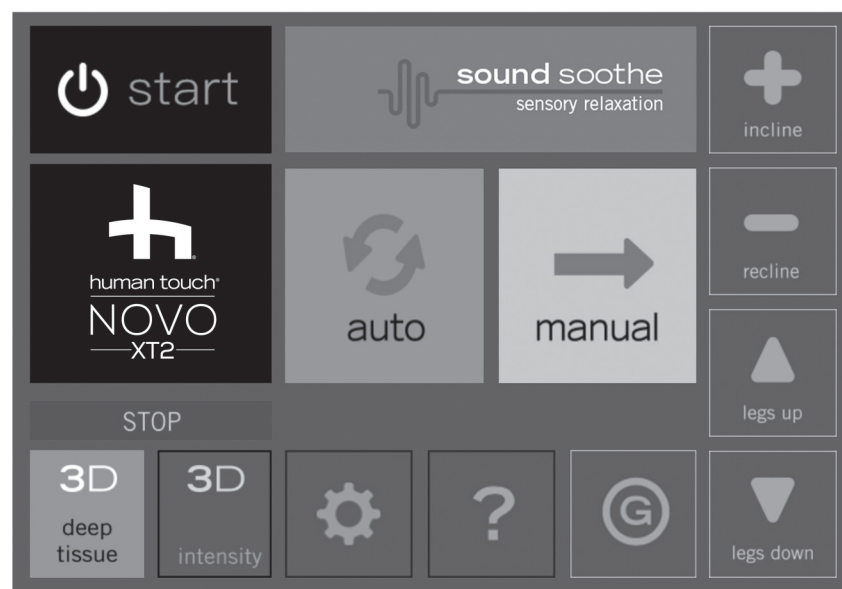 start
sound soothe
sensory relaxation
incline
human touch®
NOVO
XT2
auto
manual
recline
legs up
STOP
3D
deep
tissue
3D
intensity
?
G
legs down